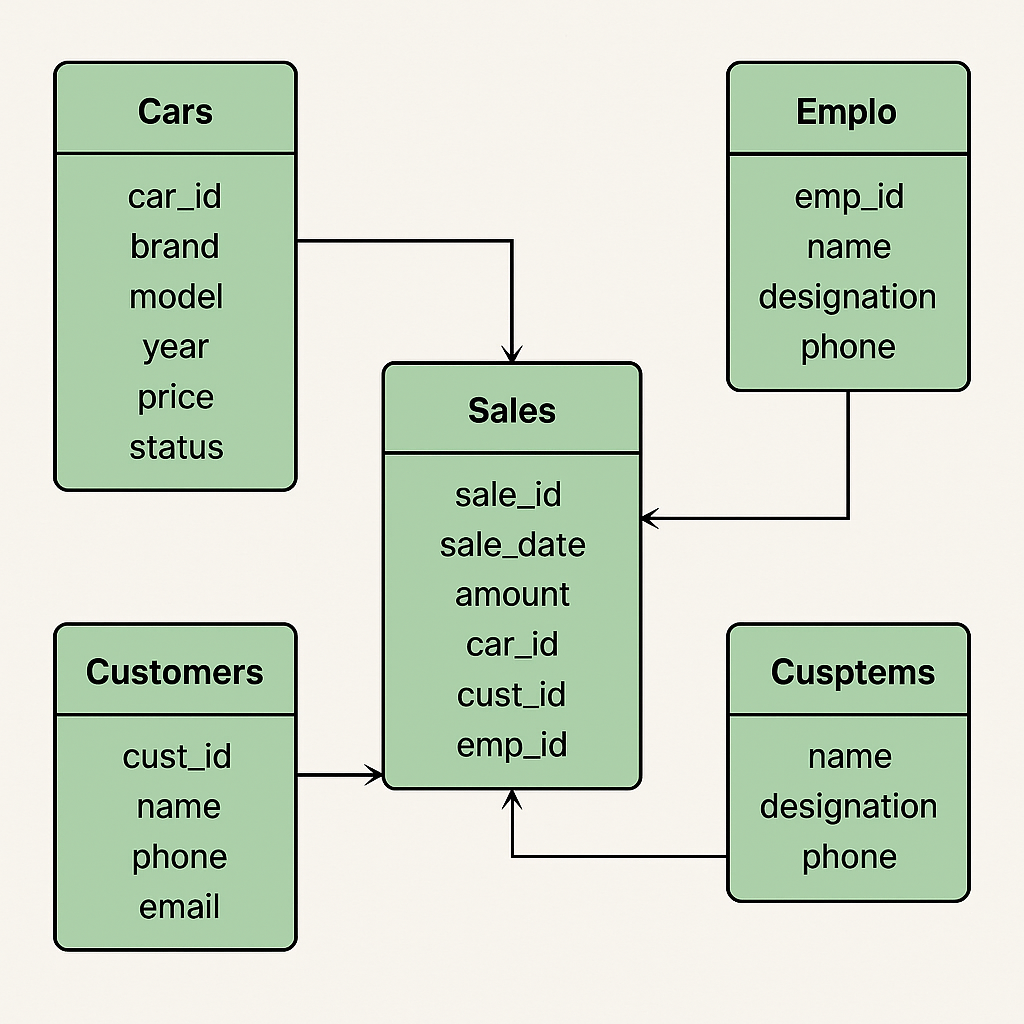 Cars
car_id
brand
model
year
price
status
Emplo
emp_id
name
designation
phone
Sales
sale_id
sale_date
amount
car_id
cust_id
emp_id
Customers
cust_id
name
phone
email
Cusptems
name
designation
phone